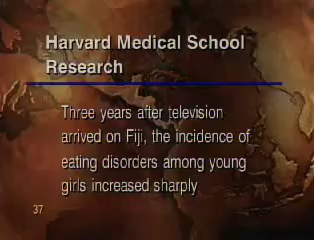 Harvard Medical School
Research
Three years after television
arrived on Fiji, the incidence of
eating disorders among young
girls increased sharply
37